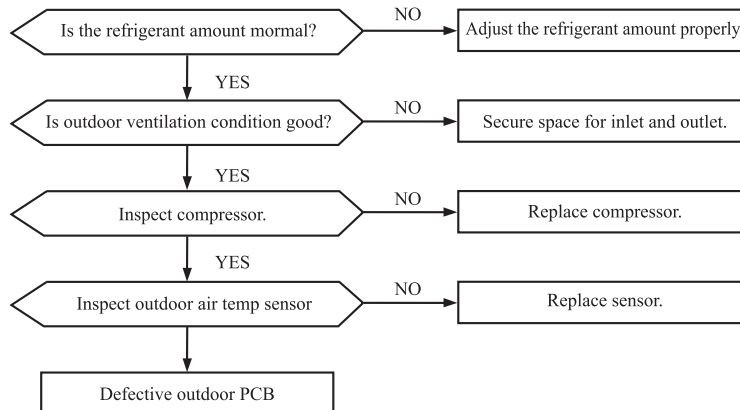 Is the refrigerant amount mormal?
NO
Adjust the refrigerant amount properly
YES
Is outdoor ventilation condition good?
NO
Secure space for inlet and outlet.
YES
Inspect compressor.
NO
Replace compressor.
YES
Inspect outdoor air temp sensor
NO
Replace sensor.
Defective outdoor PCB